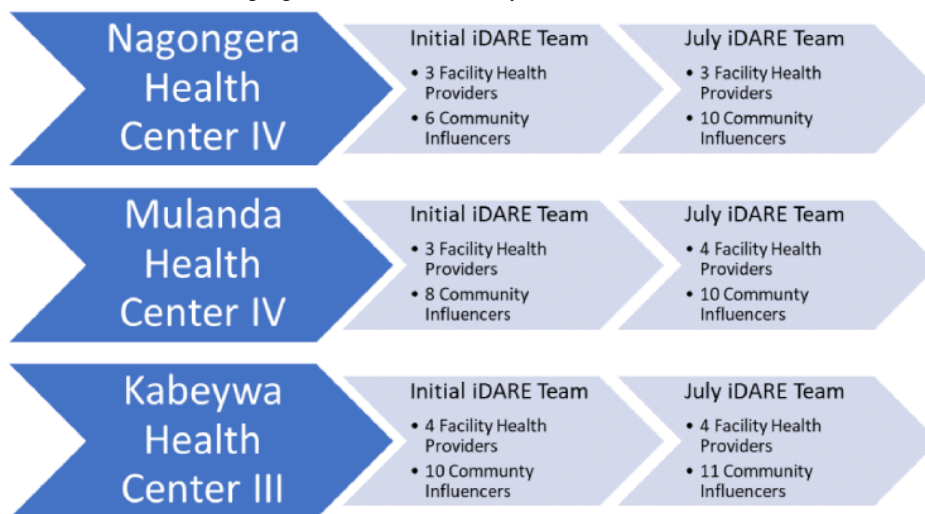 Nagongera
Health
Center IV
Initial iDARE Team
• 3 Facility Health
Providers
• 6 Community
Influencers
July iDARE Team
• 3 Facility Health
Providers
• 10 Community
Influencers
Mulanda
Health
Center IV
Initial iDARE Team
• 3 Facility Health
Providers
• 8 Community
Influencers
July iDARE Team
• 4 Facility Health
Providers
• 10 Communty
Influencers
Kabeywa
Health
Center III
Initial iDARE Team
• 4 Facility Health
Providers
• 10 Communty
Influencers
July iDARE Team
• 4 Facility Health
Providers
• 11 Communty
Influencers